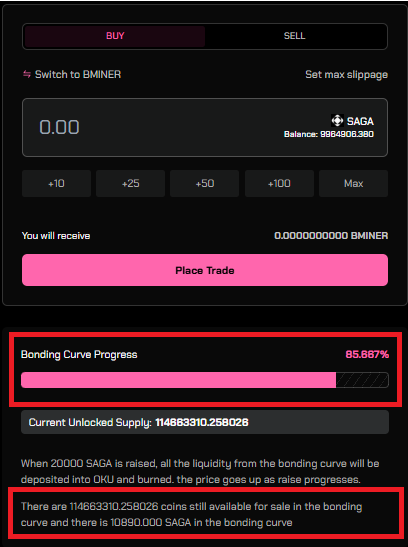 BUY SELL
Switch to BMINER Set max slippage
0.00 SAGA
Balance: 9964906.380
+10 +25 +50 +100 Max
You will receive 0.0000000000 BMINER
Place Trade
Bonding Curve Progress 85.667%
Current Unlocked Supply: 114663310.258026
When 20000 SAGA is raised, all the liquidity from the bonding curve will be
deposited into OKU and burned. the price goes up as raise progresses.
There are 114663310.258026 coins still available for sale in the bonding
curve and there is 10890.000 SAGA in the bonding curve